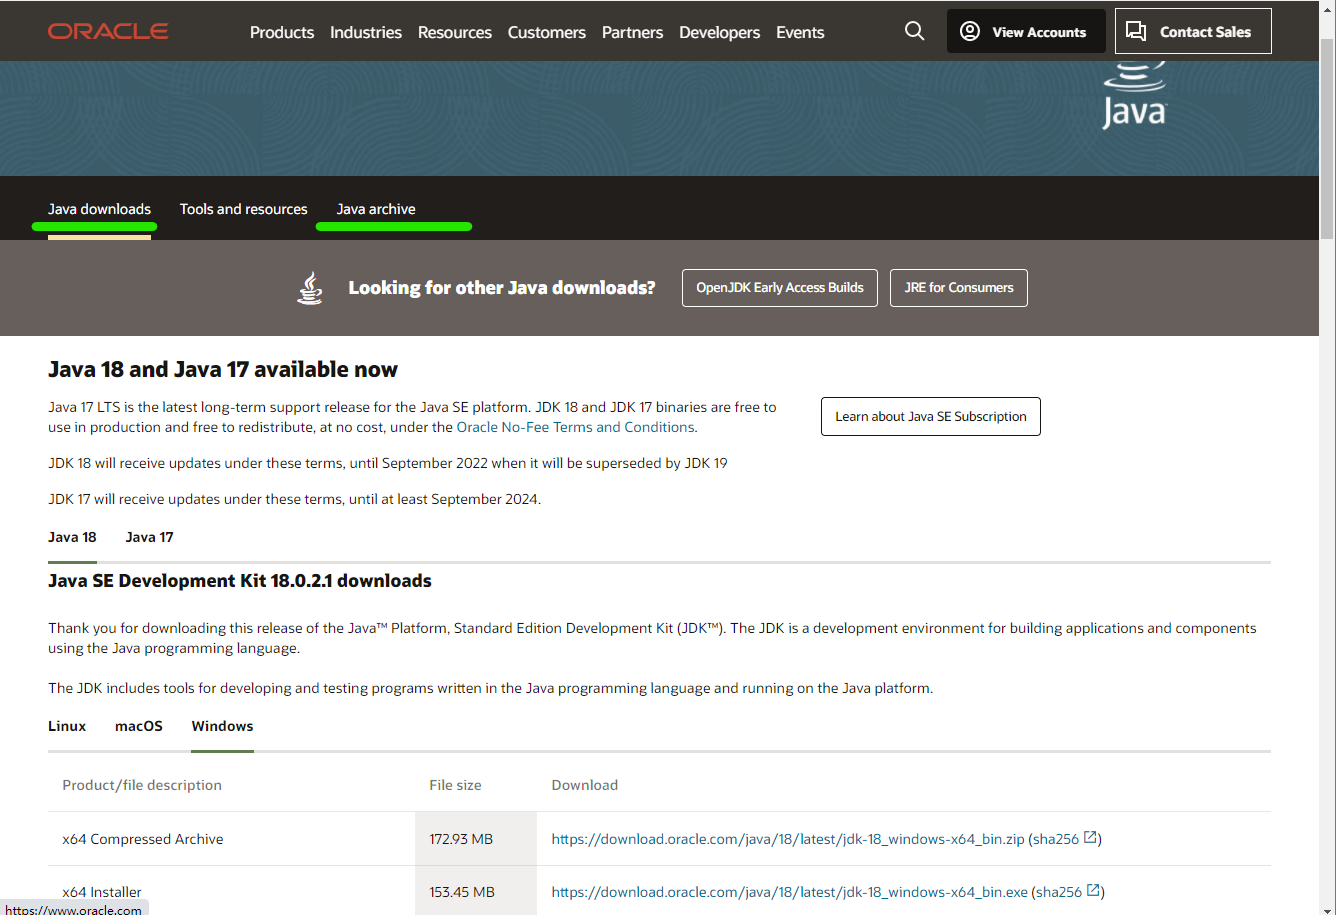 ORACLE
Products Industries Resources Customers Partners Developers Events
View Accounts
Contact Sales
Java
Java downloads Tools and resources Java archive
Looking for other Java downloads? OpenJDK Early Access Builds JRE for Consumers
Java 18 and Java 17 available now
Java 17 LTS is the latest long-term support release for the Java SE platform. JDK 18 and JDK 17 binaries are free to
use in production and free to redistribute, at no cost, under the Oracle No-Fee Terms and Conditions.
Learn about Java SE Subscription
JDK 18 will receive updates under these terms, until September 2022 when it will be superseded by JDK 19
JDK 17 will receive updates under these terms, until at least September 2024.
Java 18 Java 17
Java SE Development Kit 18.0.2.1 downloads
Thank you for downloading this release of the Java™ Platform, Standard Edition Development Kit (JDK™). The JDK is a development environment for building applications and components
using the Java programming language.
The JDK includes tools for developing and testing programs written in the Java programming language and running on the Java platform.
Linux macOS Windows
Product/file description File size Download
x64 Compressed Archive 172.93 MB https://download.oracle.com/java/18/latest/jdk-18_windows-x64_bin.zip (sha256)
x64 Installer 153.45 MB https://download.oracle.com/java/18/latest/jdk-18_windows-x64_bin.exe (sha256)
https://www.oracle.com